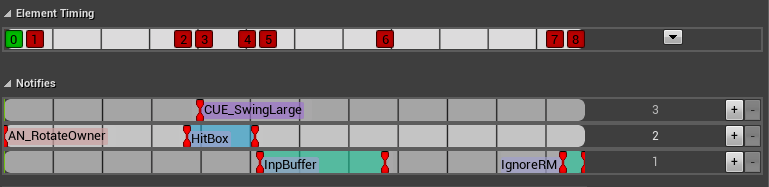 Element Timing
0 1 2 3 4 5 6 7 8
Notifies
CUE_SwingLarge 3 + -
AN_RotateOwner HitBox 2 + -
InpBuffer IgnoreRM 1 + -